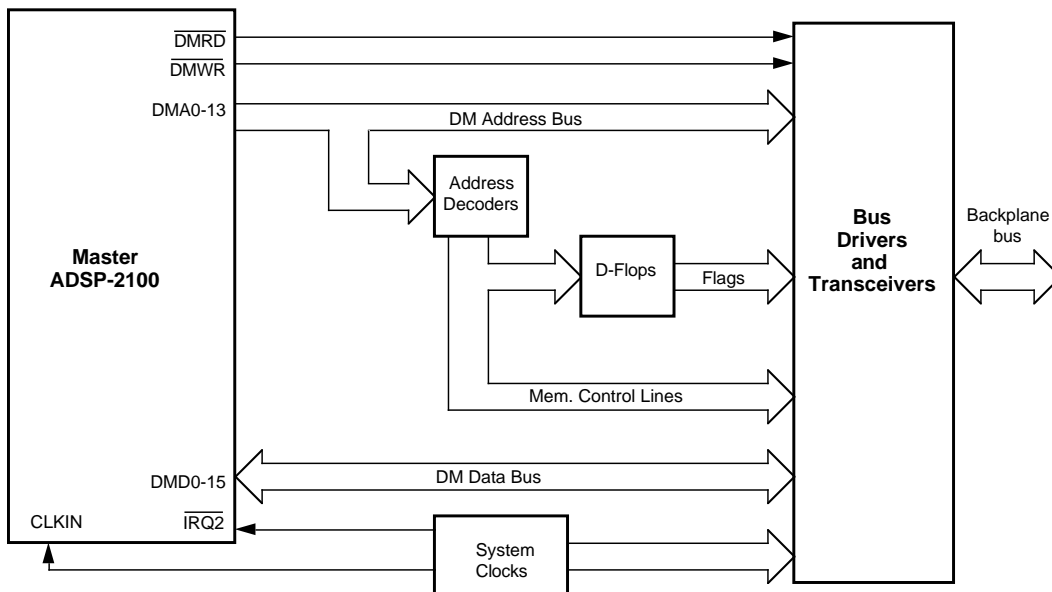 DMRD
DMWR
DMA0-13
DM Address Bus
Address
Decoders
Master
ADSP-2100
D-Flops
Flags
Bus
Drivers
and
Transceivers
Backplane
bus
Mem. Control Lines
DMD0-15
DM Data Bus
CLKIN
IRQ2
System
Clocks